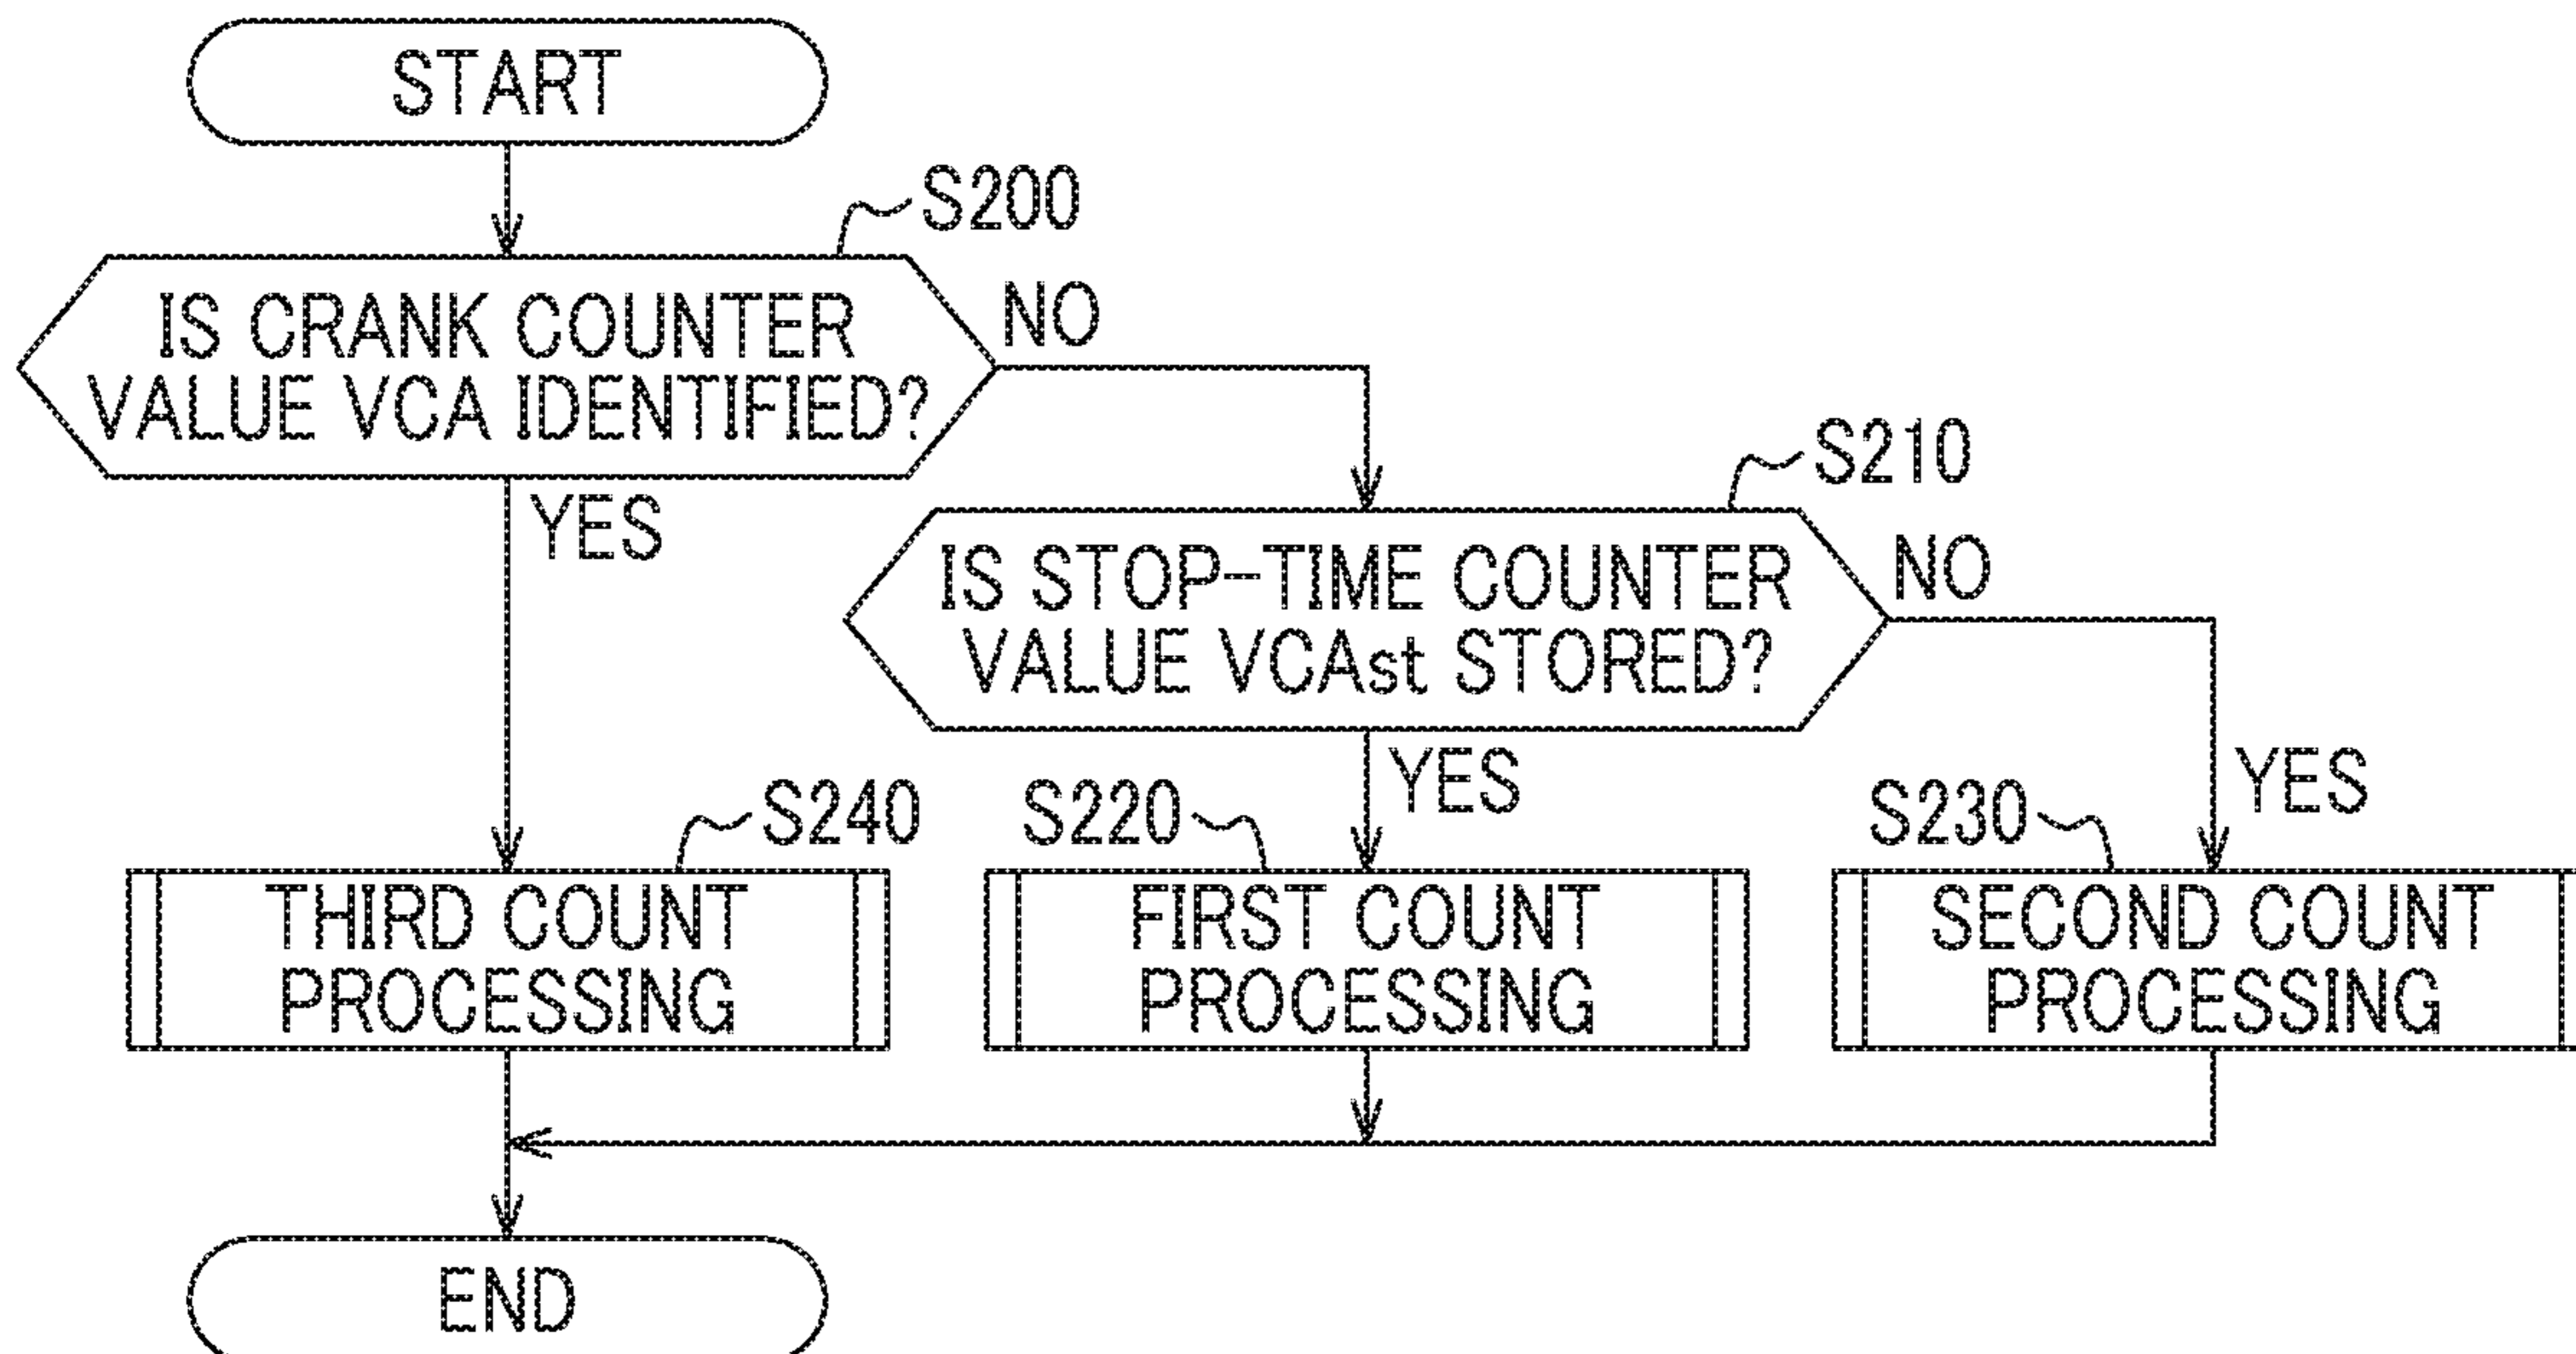 START
S200
IS CRANK COUNTER
VALUE VCA IDENTIFIED?
NO
YES
S210
IS STOP-TIME COUNTER
VALUE VCAst STORED?
NO
YES
YES
S240
S220
S230
THIRD COUNT
PROCESSING
FIRST COUNT
PROCESSING
SECOND COUNT
PROCESSING
END